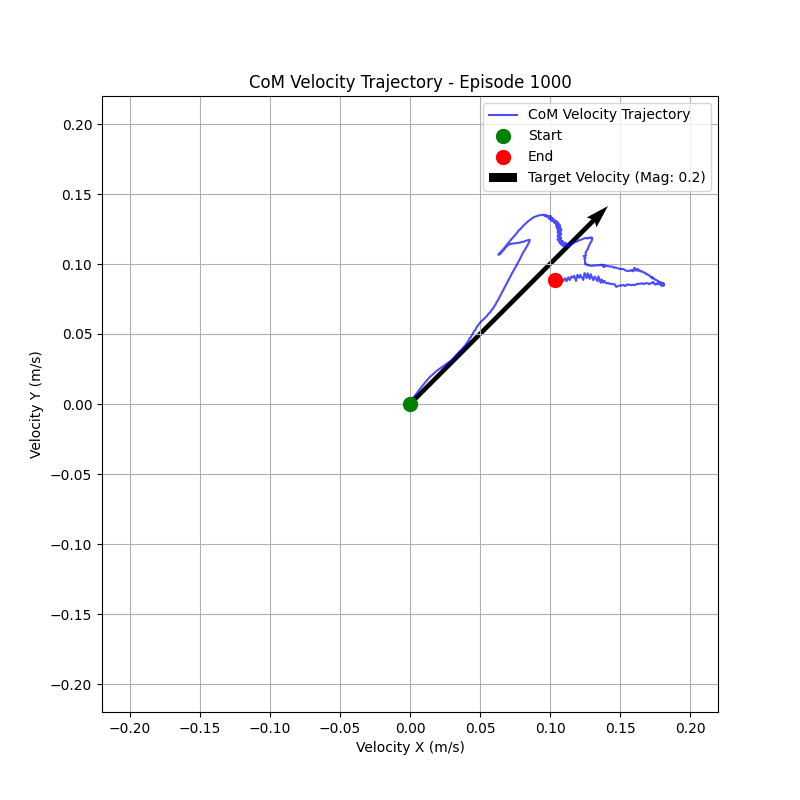 CoM Velocity Trajectory - Episode 1000
CoM Velocity Trajectory
Start
End
Target Velocity (Mag: 0.2)
0.20
0.15
0.10
0.05
0.00
−0.05
−0.10
−0.15
−0.20
Velocity Y (m/s)
−0.20 −0.15 −0.10 −0.05 0.00 0.05 0.10 0.15 0.20
Velocity X (m/s)